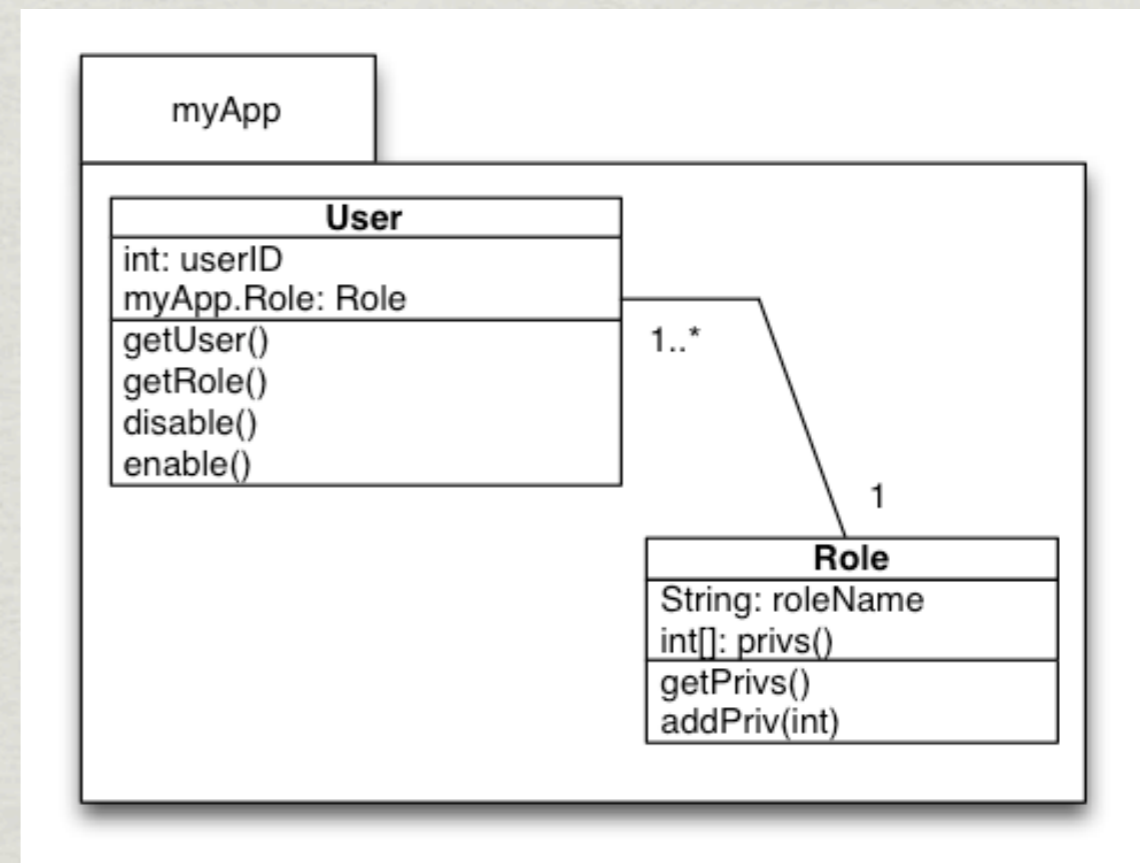 myApp
User
int: userID
myApp.Role: Role
getUser()
getRole()
disable()
enable()
1..*
1
Role
String: roleName
int[]: privs()
getPrivs()
addPriv(int)